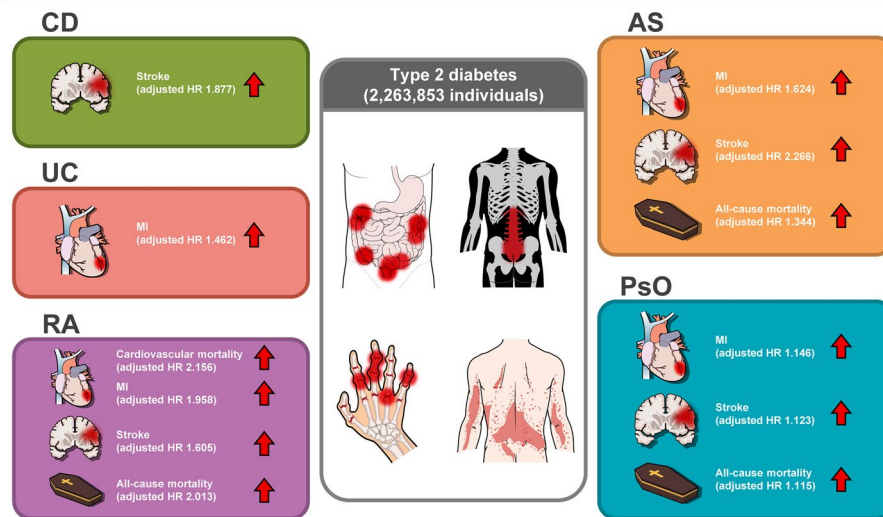 CD
Stroke
(adjusted HR 1.877)
UC
MI
(adjusted HR 1.462)
RA
Cardiovascular mortality
(adjusted HR 2.156)
MI
(adjusted HR 1.958)
Stroke
(adjusted HR 1.605)
All-cause mortality
(adjusted HR 2.013)
Type 2 diabetes
(2,263,853 individuals)
AS
MI
(adjusted HR 1.624)
Stroke
(adjusted HR 2.266)
All-cause mortality
(adjusted HR 1.344)
PsO
MI
(adjusted HR 1.146)
Stroke
(adjusted HR 1.123)
All-cause mortality
(adjusted HR 1.115)